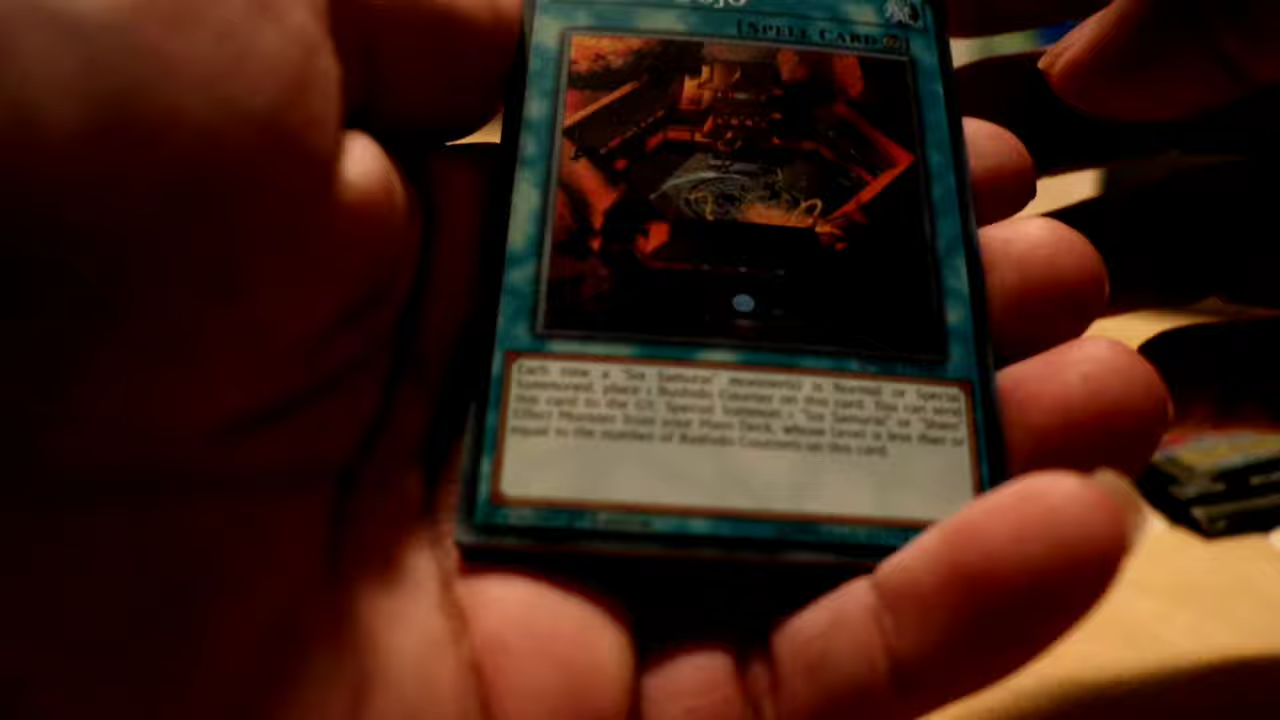 [SPELL CARD
Each time a "Six Samurai" monster(s) is Normal or Special
Summoned, place 1 Bushido Counter on this card. You can send
this card to the GY; Special Summon 1 "Six Samurai" or "Shien"
Effect Monster from your Main Deck, whose Level is less than or
equal to the number of Bushido Counters on this card.